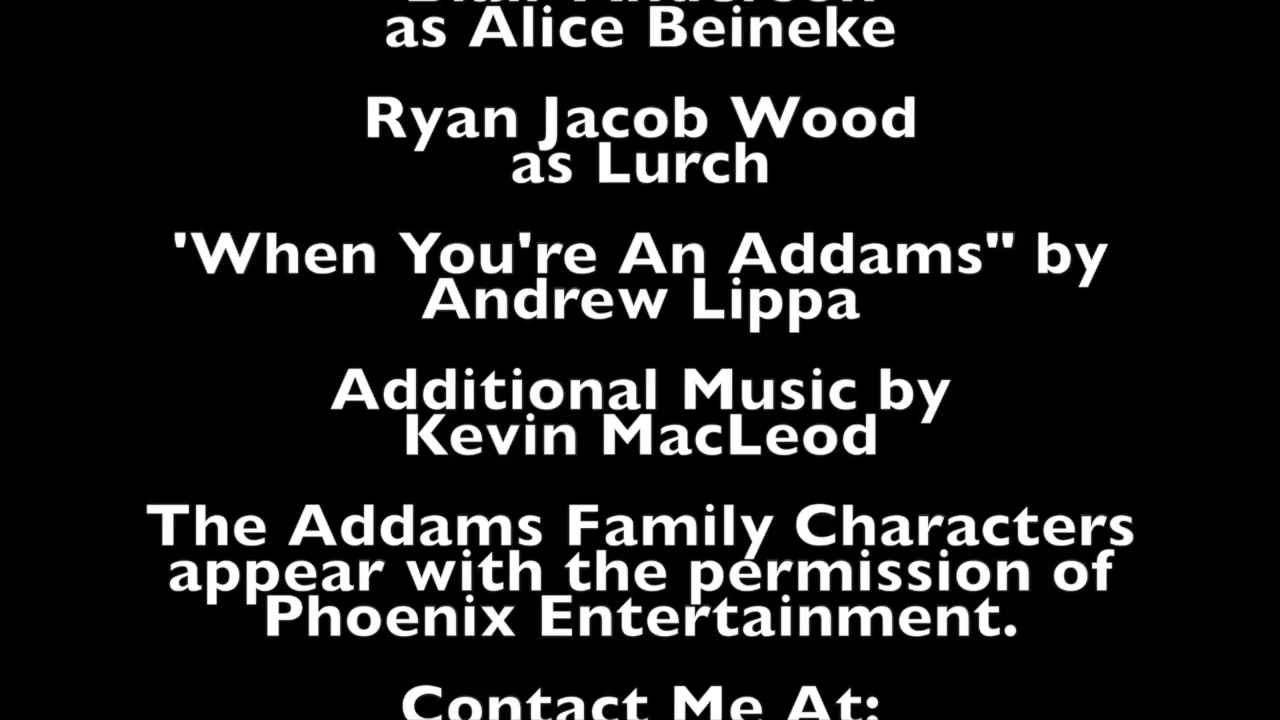 as Alice Beineke
Ryan Jacob Wood
as Lurch
'When You're An Addams" by
Andrew Lippa
Additional Music by
Kevin MacLeod
The Addams Family Characters
appear with the permission of
Phoenix Entertainment.
Contact Me At: